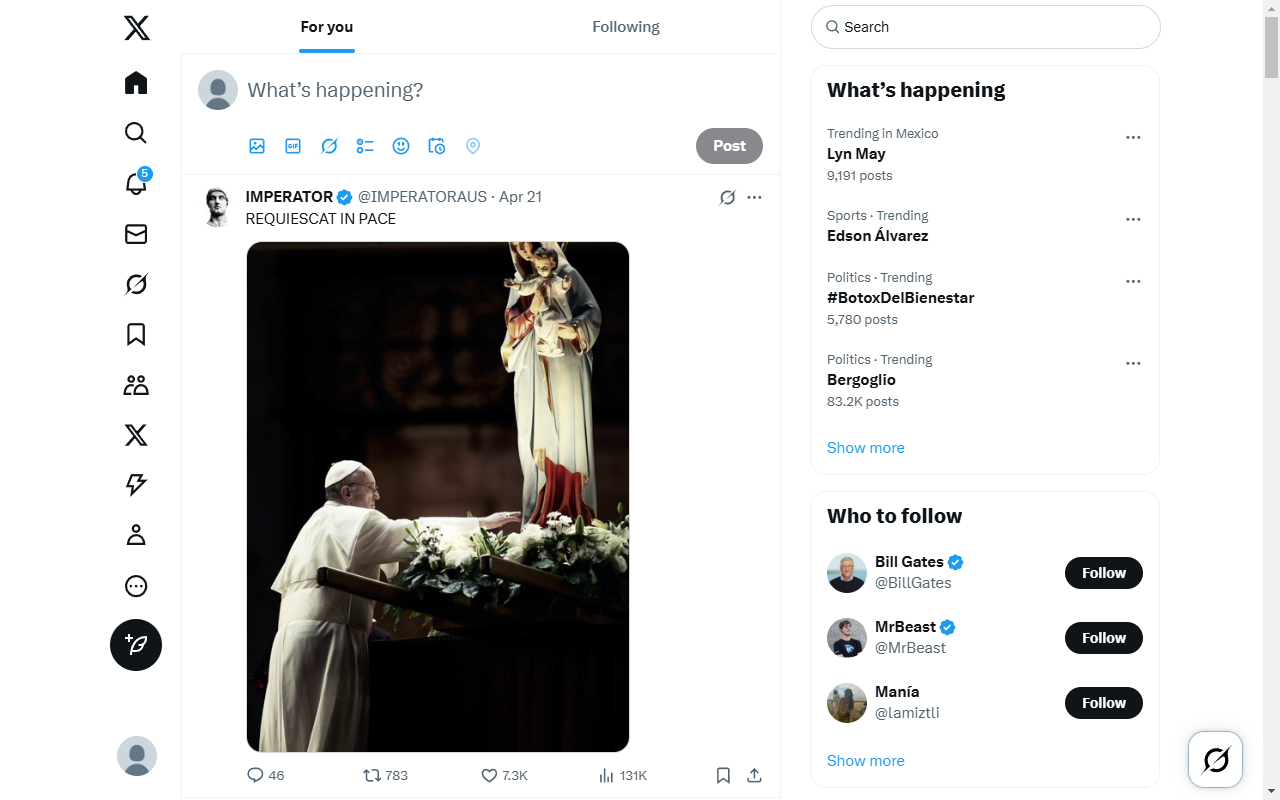 For you
Following
What’s happening?
GIF
Post
5
IMPERATOR @IMPERATORAUS · Apr 21
REQUIESCAT IN PACE
46
783
7.3K
131K
Search
What’s happening
Trending in Mexico
Lyn May
9,191 posts
Sports · Trending
Edson Álvarez
Politics · Trending
#BotoxDelBienestar
5,780 posts
Politics · Trending
Bergoglio
83.2K posts
Show more
Who to follow
Bill Gates
@BillGates
Follow
MrBeast
@MrBeast
Follow
Manía
@lamiztli
Follow
Show more